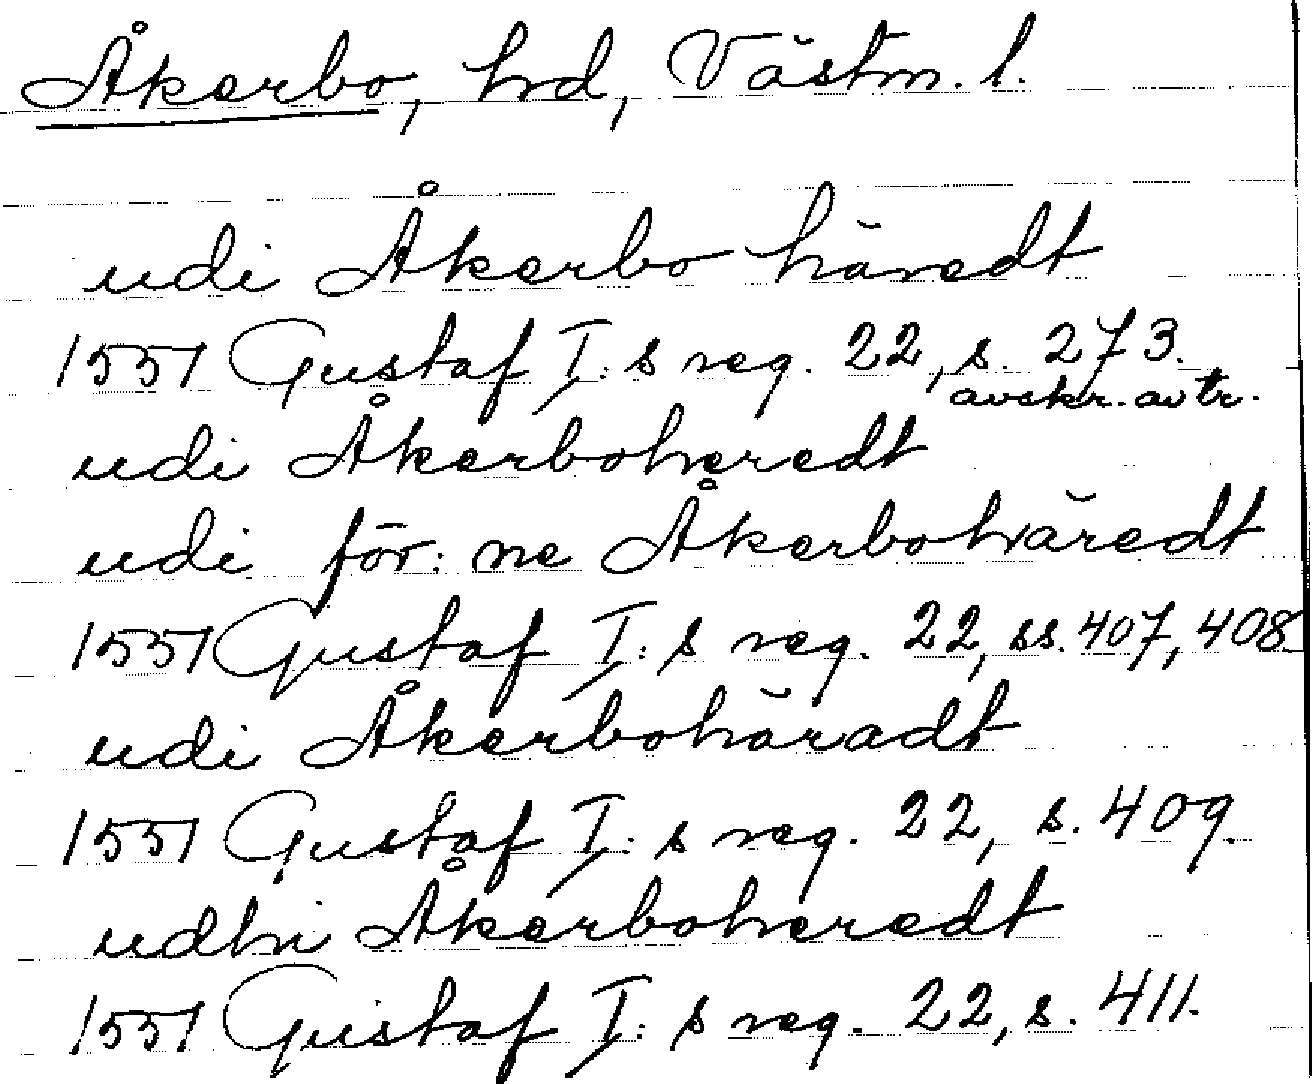 Åkerbo, hd, Västm. l.
udi Åkerbo häredt
1551 Gustaf I:s reg. 22, s. 273.
avskr. avtr.
udi Åkerboheredt
udi för:ne Åkerbohäredt
1551 Gustaf I:s reg. 22, ss. 407, 408
udi Åkerbohäradt
1551 Gustaf I:s reg. 22, s. 409.
udhi Åkerboheredt
1551 Gustaf I:s reg. 22, s. 411.